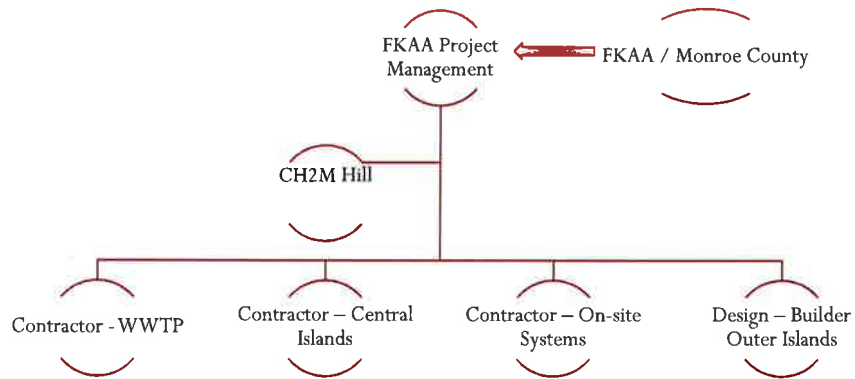 FKAA Project
Management
FKAA / Monroe County
CH2M Hill
Contractor - WWTP
Contractor – Central
Islands
Contractor – On-site
Systems
Design – Builder
Outer Islands